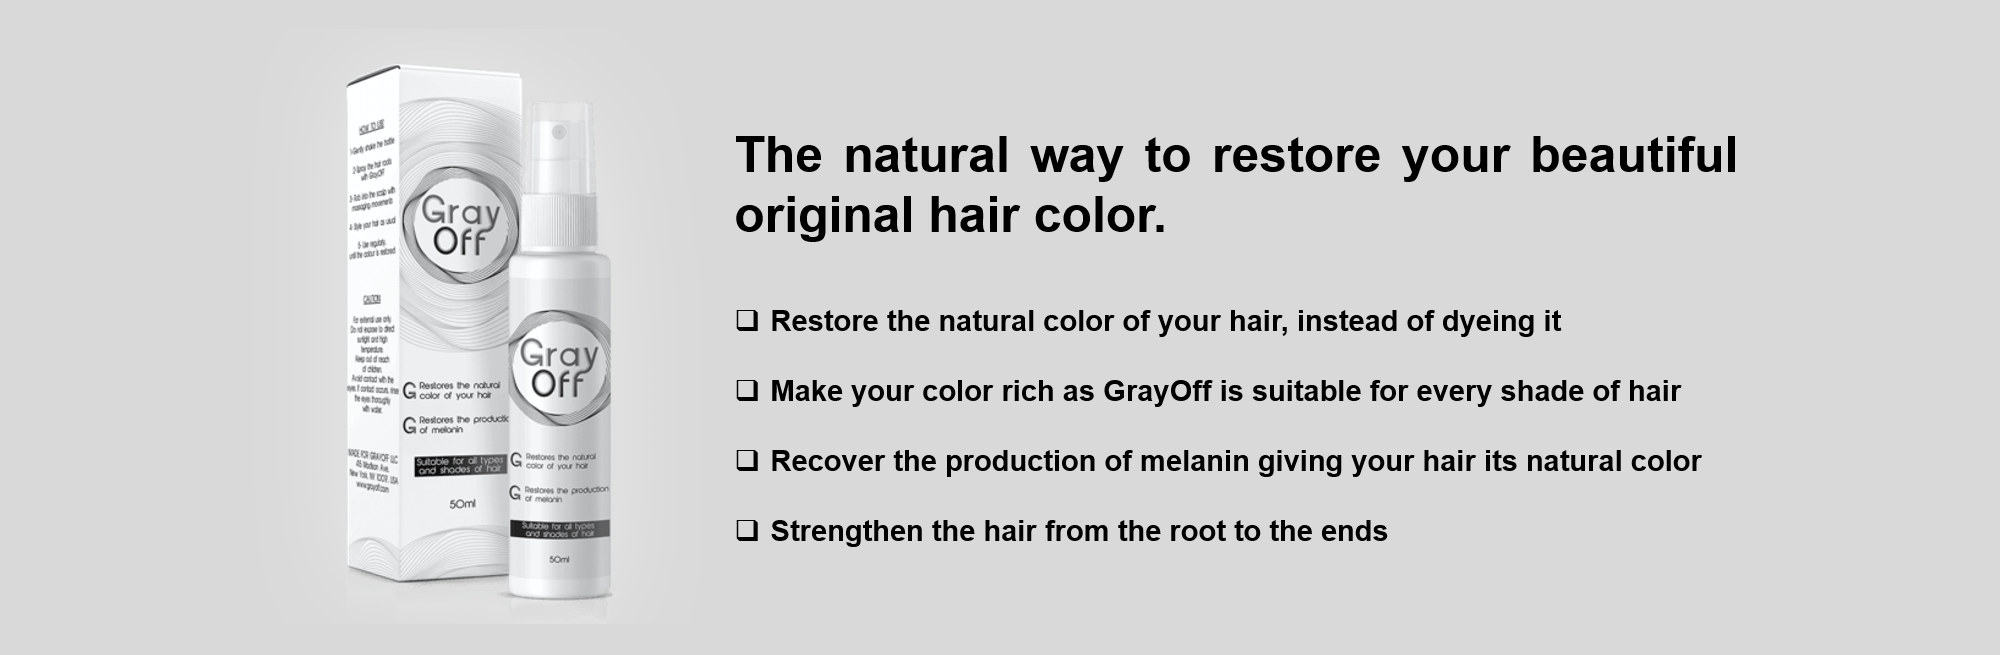 HOW TO USE
1-Gently shake the bottle
2-Spray the hair roots
with GrayOff
3-Rub into the scalp with
massaging movements
4-Style your hair as usual
5-Use regularly,
until the colour is restored
CAUTION
For external use only.
Do not expose to direct
sunlight and high
temperature.
Keep out of reach
of children.
Avoid contact with the
eyes. If contact occurs, rinse
the eyes thoroughly
with water.
MADE FOR GRAYOFF LLC
New York, NY USA
www.grayoff.com
Gray
Off
Restores the natural
color of your hair
Restores the productio
of melanin
Suitable for all types
and shades of hair
50ml
Gray
Off
Restores the natural
color of your hair
Restores the production
of melanin
Suitable for all types
and shades of hair
50ml
The natural way to restore your beautiful
original hair color.
❑ Restore the natural color of your hair, instead of dyeing it
❑ Make your color rich as GrayOff is suitable for every shade of hair
❑ Recover the production of melanin giving your hair its natural color
❑ Strengthen the hair from the root to the ends